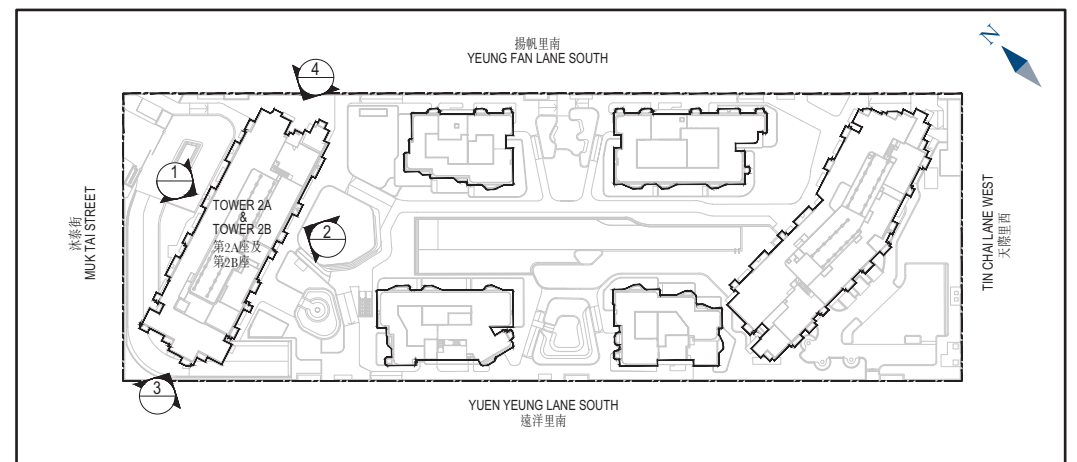 揚帆里南
YEUNG FAN LANE SOUTH
N
4
1
2
3
沐泰街
MUK TAI STREET
TOWER 2A
&
TOWER 2B
第2A座及
第2B座
TIN CHAI LANE WEST
天際里西
YUEN YEUNG LANE SOUTH
遠洋里南